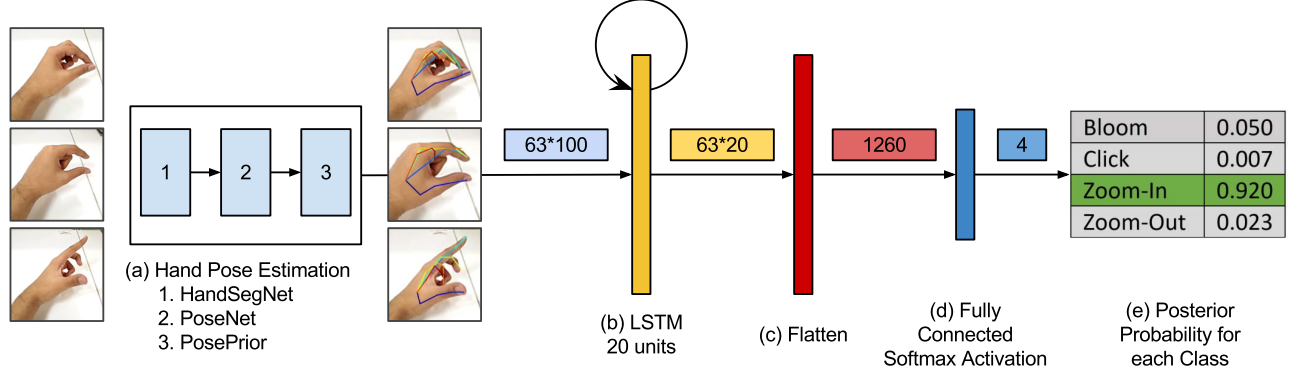 1
2
3
(a) Hand Pose Estimation
1. HandSegNet
2. PoseNet
3. PosePrior
63*100
(b) LSTM
20 units
63*20
(c) Flatten
1260
(d) Fully
Connected
Softmax Activation
4
Bloom 0.050
Click 0.007
Zoom-In 0.920
Zoom-Out 0.023
(e) Posterior
Probability for
each Class